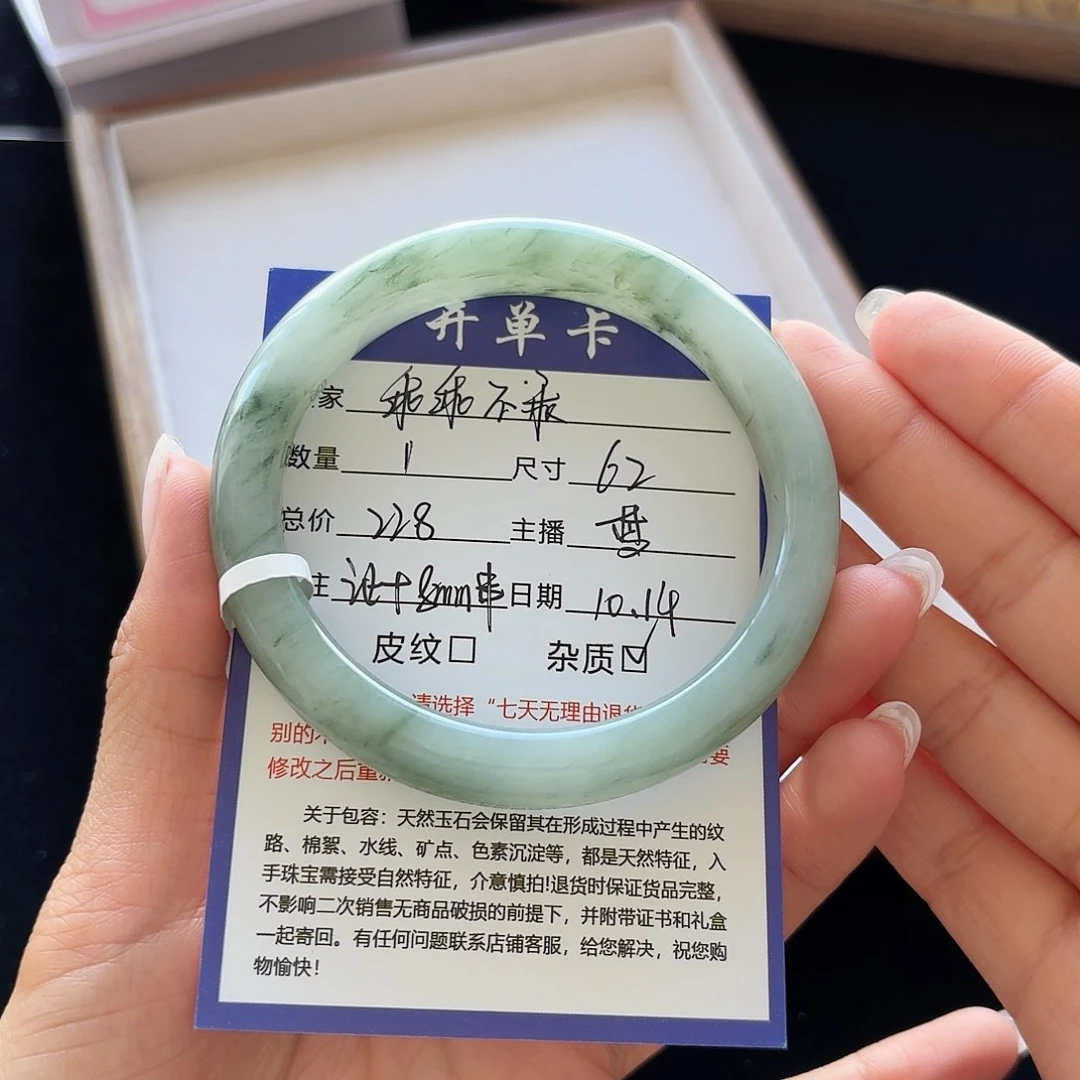 开单卡
家 乖乖不乖
数量 1 尺寸 62
总价 228 主播
主 +8mm串 日期 10.14
皮纹☐ 杂质☑
请选择“七天无理由退
别的
修改之后重 要
关于包容：天然玉石会保留其在形成过程中产生的纹
路、棉絮、水线、矿点、色素沉淀等，都是天然特征，入
手珠宝需接受自然特征，介意慎拍!退货时保证货品完整，
不影响二次销售无商品破损的前提下，并附带证书和礼盒
一起寄回。有任何问题联系店铺客服，给您解决，祝您购
物愉快！